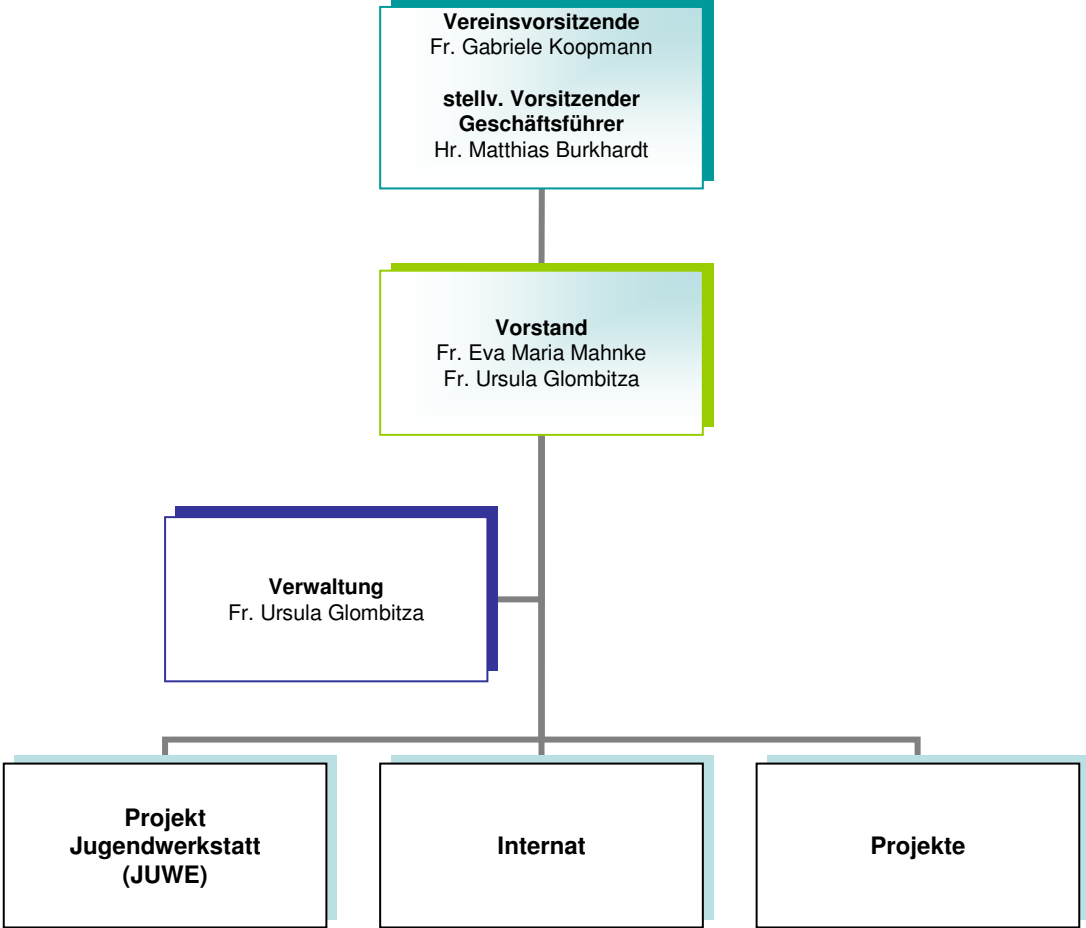 Vereinsvorsitzende
Fr. Gabriele Koopmann
stellv. Vorsitzender
Geschäftsführer
Hr. Matthias Burkhardt
Vorstand
Fr. Eva Maria Mahnke
Fr. Ursula Glombitza
Verwaltung
Fr. Ursula Glombitza
Projekt
Jugendwerkstatt
(JUWE)
Internat
Projekte